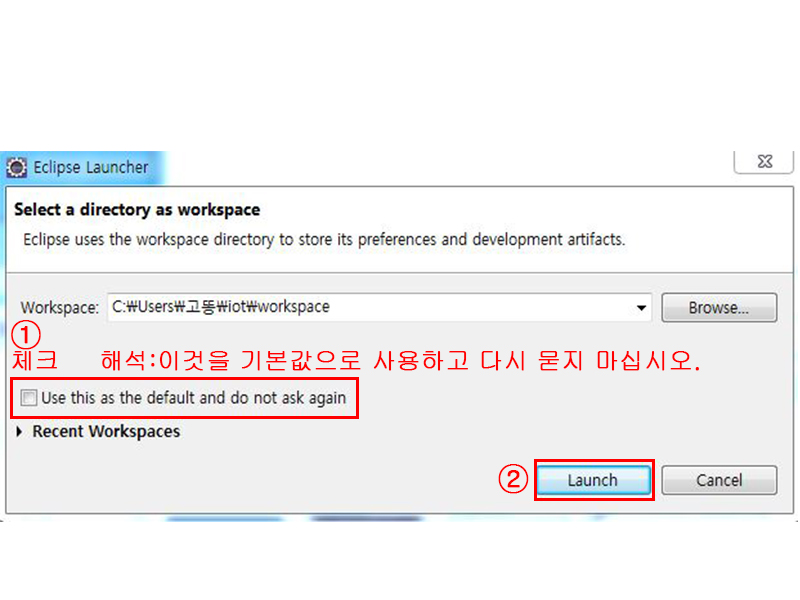 Eclipse Launcher
Select a directory as workspace
Eclipse uses the workspace directory to store its preferences and development artifacts.
Workspace: C:₩Users₩고똥₩iot₩workspace Browse...
①
체크 해석:이것을 기본값으로 사용하고 다시 묻지 마십시오.
Use this as the default and do not ask again
Recent Workspaces
② Launch Cancel